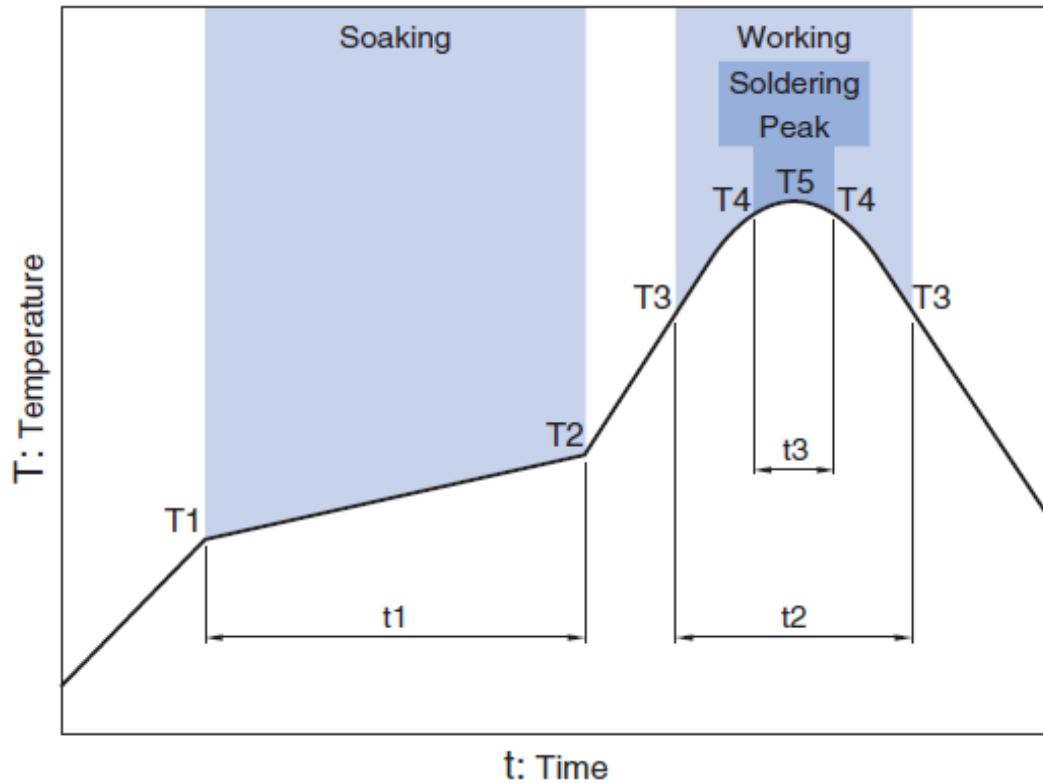 Soaking
Working
Soldering
Peak
T4 T5 T4
T3 T3
T: Temperature
T2
t3
T1
t1
t2
t: Time